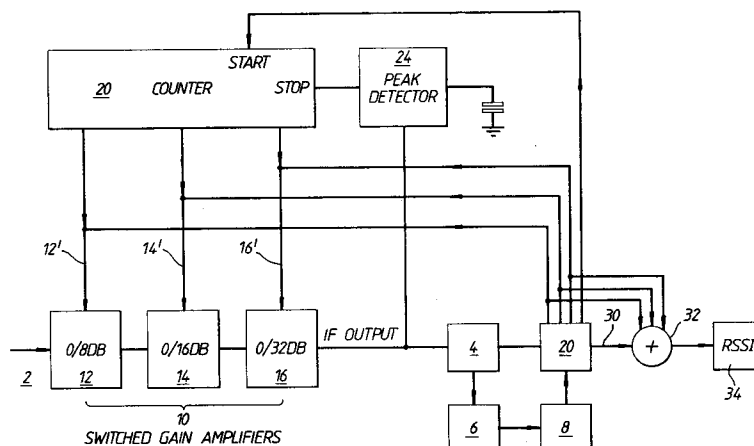 START
24
20 COUNTER STOP
PEAK
DETECTOR
12' 14' 16'
30 32
0/8DB 0/16DB 0/32DB IF OUTPUT 4 20 + RSSI
2 12 14 16 34
10 6 8
SWITCHED GAIN AMPLIFIERS